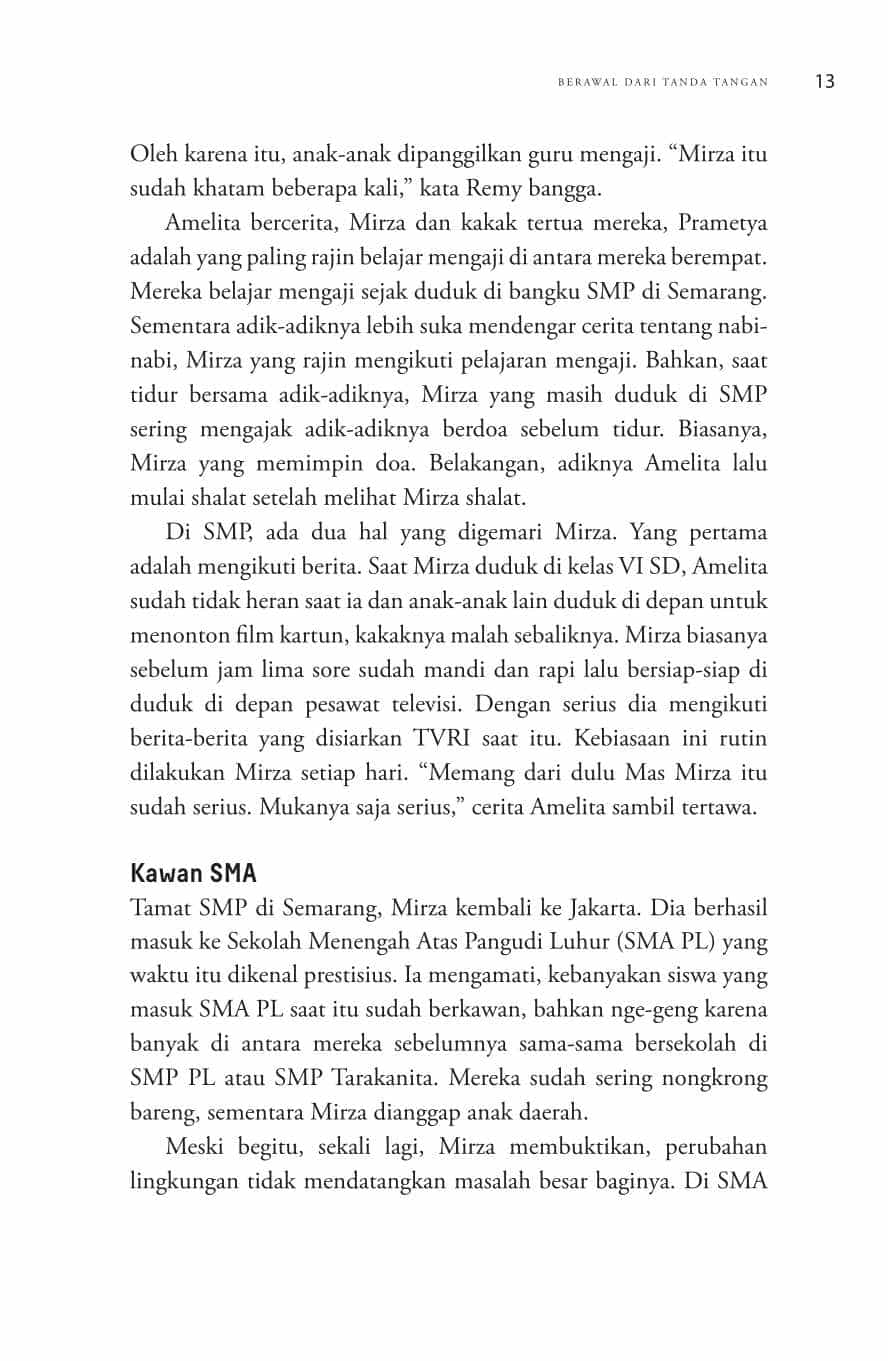 BERAWAL DARI TANDA TANGAN 13
Oleh karena itu, anak-anak dipanggilkan guru mengaji. “Mirza itu
sudah khatam beberapa kali,” kata Remy bangga.
Amelita bercerita, Mirza dan kakak tertua mereka, Prametya
adalah yang paling rajin belajar mengaji di antara mereka berempat.
Mereka belajar mengaji sejak duduk di bangku SMP di Semarang.
Sementara adik-adiknya lebih suka mendengar cerita tentang nabi-
nabi, Mirza yang rajin mengikuti pelajaran mengaji. Bahkan, saat
tidur bersama adik-adiknya, Mirza yang masih duduk di SMP
sering mengajak adik-adiknya berdoa sebelum tidur. Biasanya,
Mirza yang memimpin doa. Belakangan, adiknya Amelita lalu
mulai shalat setelah melihat Mirza shalat.
Di SMP, ada dua hal yang digemari Mirza. Yang pertama
adalah mengikuti berita. Saat Mirza duduk di kelas VI SD, Amelita
sudah tidak heran saat ia dan anak-anak lain duduk di depan untuk
menonton film kartun, kakaknya malah sebaliknya. Mirza biasanya
sebelum jam lima sore sudah mandi dan rapi lalu bersiap-siap di
duduk di depan pesawat televisi. Dengan serius dia mengikuti
berita-berita yang disiarkan TVRI saat itu. Kebiasaan ini rutin
dilakukan Mirza setiap hari. “Memang dari dulu Mas Mirza itu
sudah serius. Mukanya saja serius,” cerita Amelita sambil tertawa.
Kawan SMA
Tamat SMP di Semarang, Mirza kembali ke Jakarta. Dia berhasil
masuk ke Sekolah Menengah Atas Pangudi Luhur (SMA PL) yang
waktu itu dikenal prestisius. Ia mengamati, kebanyakan siswa yang
masuk SMA PL saat itu sudah berkawan, bahkan nge-geng karena
banyak di antara mereka sebelumnya sama-sama bersekolah di
SMP PL atau SMP Tarakanita. Mereka sudah sering nongkrong
bareng, sementara Mirza dianggap anak daerah.
Meski begitu, sekali lagi, Mirza membuktikan, perubahan
lingkungan tidak mendatangkan masalah besar baginya. Di SMA